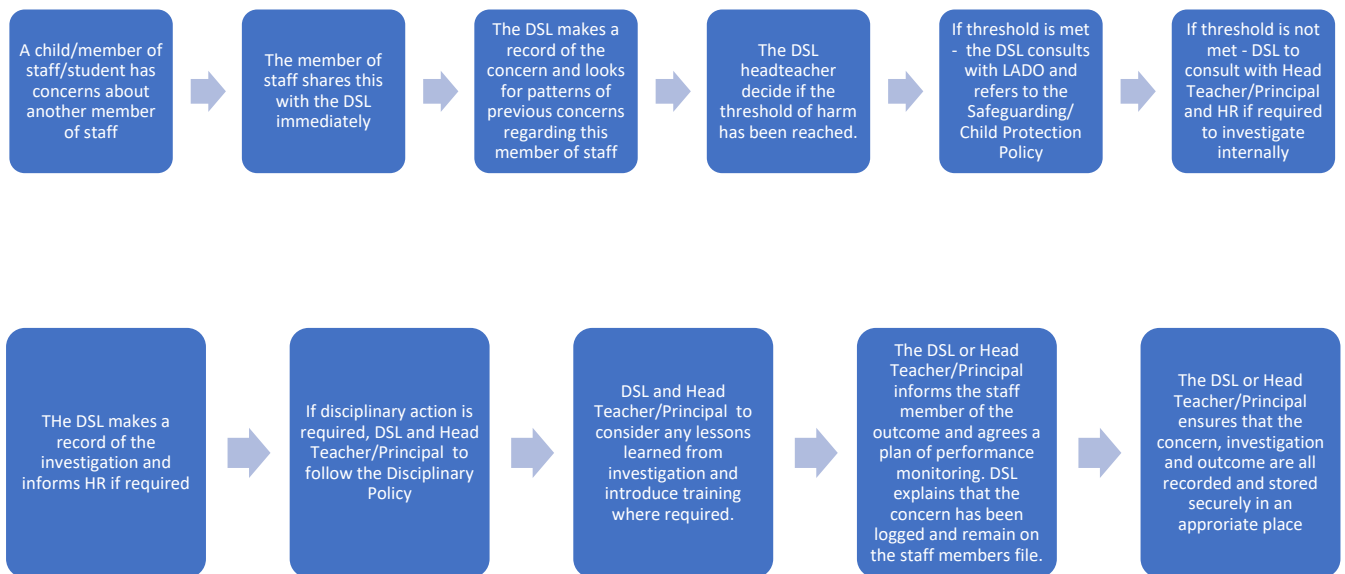 A child/member of
staff/student has
concerns about
another member
of staff
The member of
staff shares this
with the DSL
immediately
The DSL makes a
record of the
concern and looks
for patterns of
previous concerns
regarding this
member of staff
The DSL
headteacher
decide if the
threshold of harm
has been reached.
If threshold is met
- the DSL consults
with LADO and
refers to the
Safeguarding/
Child Protection
Policy
If threshold is not
met - DSL to
consult with Head
Teacher/Principal
and HR if required
to investigate
internally
THe DSL makes a
record of the
investigation and
informs HR if required
If disciplinary action is
required, DSL and Head
Teacher/Principal to
follow the Disciplinary
Policy
DSL and Head
Teacher/Principal to
consider any lessons
learned from
investigation and
introduce training
where required.
The DSL or Head
Teacher/Principal
informs the staff
member of the
outcome and agrees a
plan of performance
monitoring. DSL
explains that the
concern has been
logged and remain on
the staff members file.
The DSL or Head
Teacher/Principal
ensures that the
concern, investigation
and outcome are all
recorded and stored
securely in an
approriate place